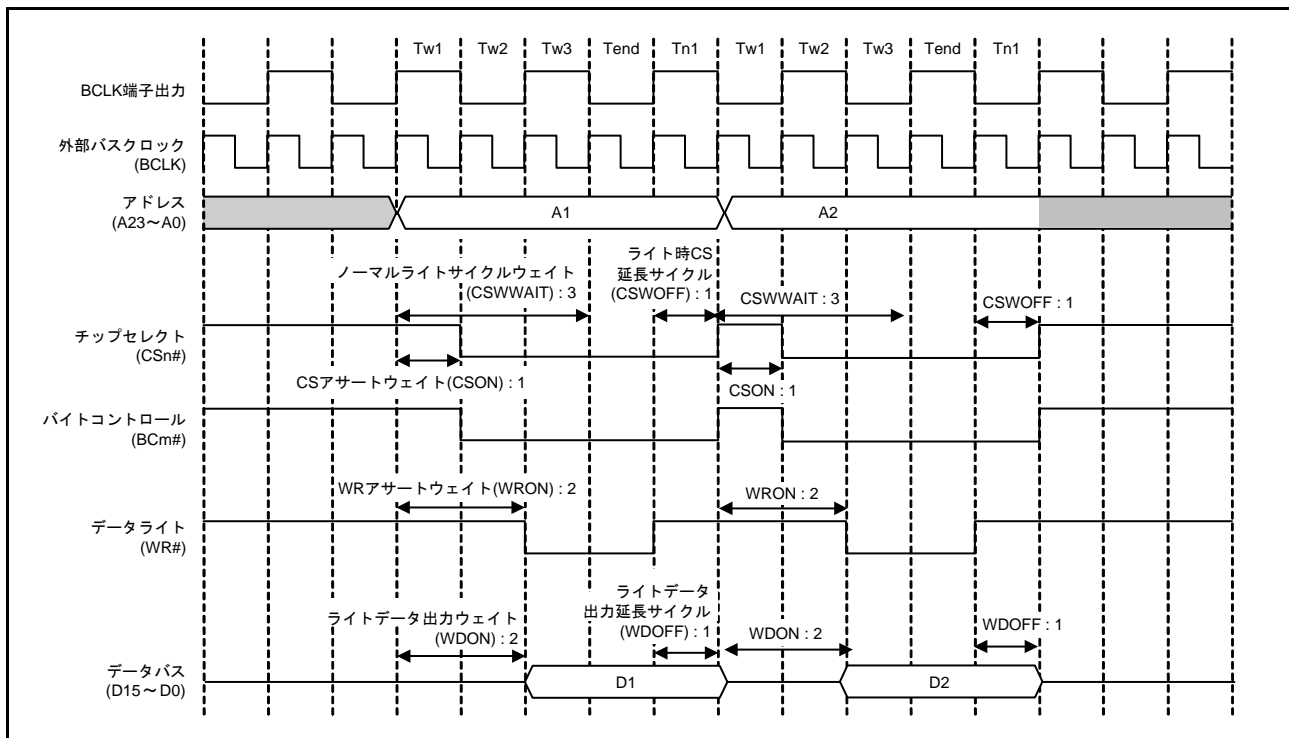 Tw1 Tw2 Tw3 Tend Tn1 Tw1 Tw2 Tw3 Tend Tn1
BCLK端子出力
外部バスクロック
(BCLK)
アドレス
(A23～A0)
A1
A2
ノーマルライトサイクルウェイト
(CSWWAIT) : 3
ライト時CS
延長サイクル
(CSWOFF) : 1
CSWWAIT : 3
CSWOFF : 1
チップセレクト
(CSn#)
CSアサートウェイト(CSON) : 1
CSON : 1
バイトコントロール
(BCm#)
WRアサートウェイト(WRON) : 2
WRON : 2
データライト
(WR#)
ライトデータ出力ウェイト
(WDON) : 2
ライトデータ
出力延長サイクル
(WDOFF) : 1
WDON : 2
WDOFF : 1
データバス
(D15～D0)
D1
D2